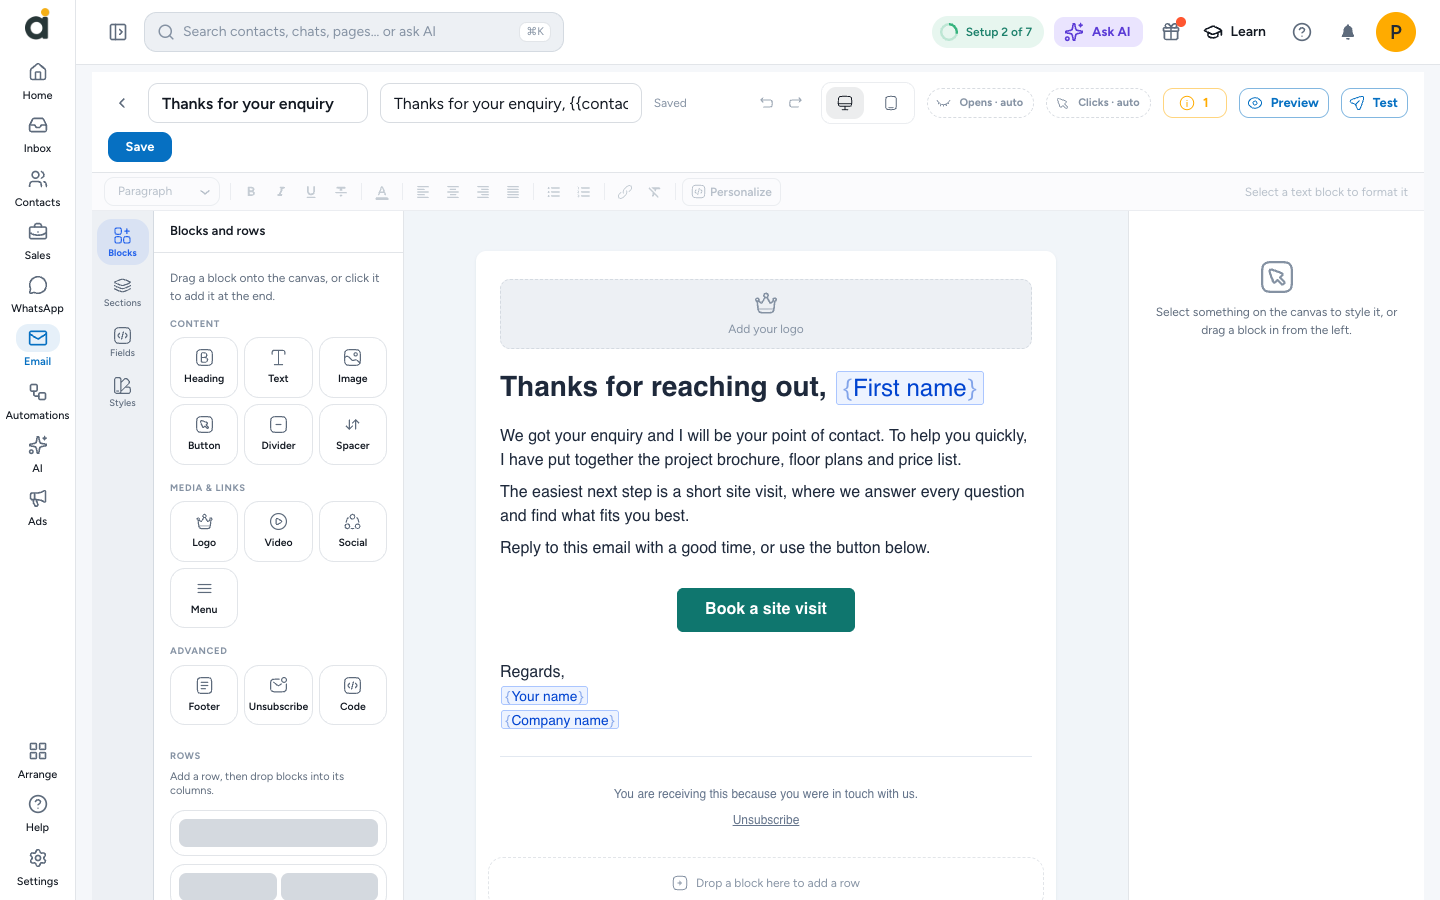 Search contacts, chats, pages... or ask AI
⌘K
Setup 2 of 7
Ask AI
Learn
P
Home
Inbox
Contacts
Sales
WhatsApp
Email
Automations
AI
Ads
Arrange
Help
Settings
Thanks for your enquiry
Thanks for your enquiry, {{contac
Saved
Opens · auto
Clicks · auto
1
Preview
Test
Save
Paragraph
B
I
U
S
A
Personalize
Select a text block to format it
Blocks
Sections
Fields
Styles
Blocks and rows
Drag a block onto the canvas, or click it
to add it at the end.
CONTENT
Heading
Text
Image
Button
Divider
Spacer
MEDIA & LINKS
Logo
Video
Social
Menu
ADVANCED
Footer
Unsubscribe
Code
ROWS
Add a row, then drop blocks into its
columns.
Add your logo
Thanks for reaching out, {First name}
We got your enquiry and I will be your point of contact. To help you quickly,
I have put together the project brochure, floor plans and price list.
The easiest next step is a short site visit, where we answer every question
and find what fits you best.
Reply to this email with a good time, or use the button below.
Book a site visit
Regards,
{Your name}
{Company name}
You are receiving this because you were in touch with us.
Unsubscribe
Drop a block here to add a row
Select something on the canvas to style it, or
drag a block in from the left.